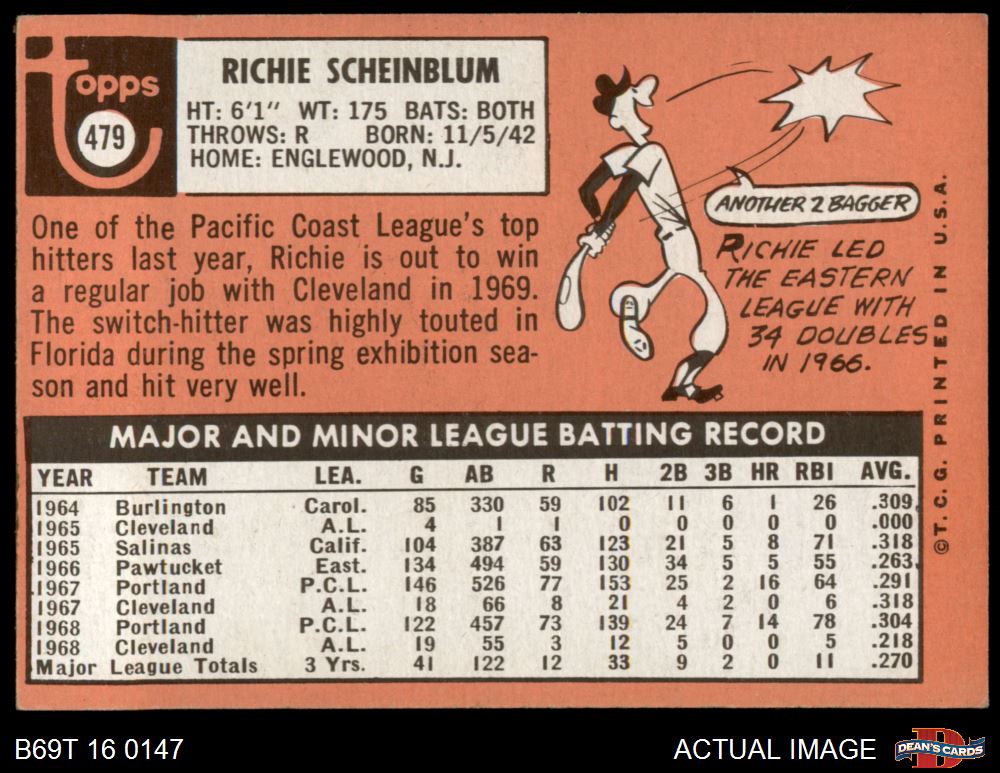 Topps
479
RICHIE SCHEINBLUM
HT: 6'1" WT: 175 BATS: BOTH
THROWS: R BORN: 11/5/42
HOME: ENGLEWOOD, N.J.
One of the Pacific Coast League's top
hitters last year, Richie is out to win
a regular job with Cleveland in 1969.
The switch-hitter was highly touted in
Florida during the spring exhibition sea-
son and hit very well.
ANOTHER 2 BAGGER
RICHIE LED
THE EASTERN
LEAGUE WITH
34 DOUBLES
IN 1966.
© T. C. G. PRINTED IN U.S.A.
MAJOR AND MINOR LEAGUE BATTING RECORD
YEAR TEAM LEA. G AB R H 2B 3B HR RBI AVG.
1964 Burlington Carol. 85 330 59 102 11 6 1 26 .309
1965 Cleveland A.L. 4 1 1 0 0 0 0 0 .000
1965 Salinas Calif. 104 387 63 123 21 5 8 71 .318
1966 Pawtucket East. 134 494 59 130 34 5 5 55 .263
1967 Portland P.C.L. 146 526 77 153 25 2 16 64 .291
1967 Cleveland A.L. 18 66 8 21 4 2 0 6 .318
1968 Portland P.C.L. 122 457 73 139 24 7 14 78 .304
1968 Cleveland A.L. 19 55 3 12 5 0 0 5 .218
Major League Totals 3 Yrs. 41 122 12 33 9 2 0 11 .270
B69T 16 0147
ACTUAL IMAGE
D
DEAN'S CARDS